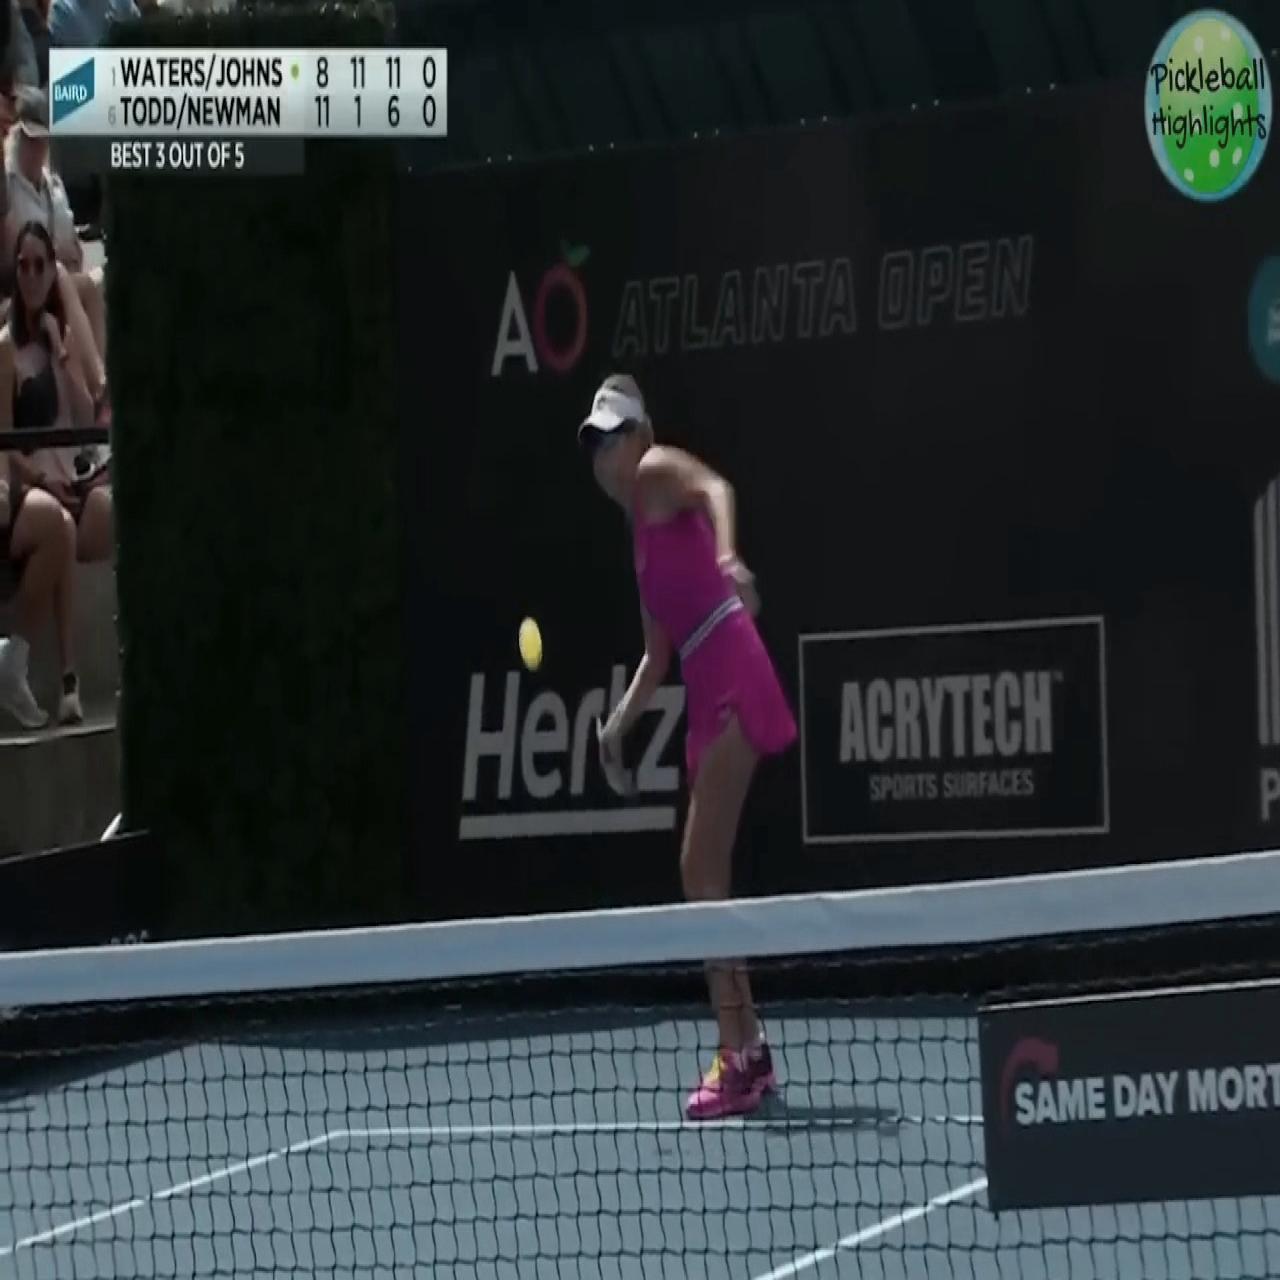 BAIRD
1 WATERS/JOHNS 8 11 11 0
6 TODD/NEWMAN 11 1 6 0
BEST 3 OUT OF 5
Pickleball
Highlights
AO ATLANTA OPEN
Hertz
ACRYTECH™
SPORTS SURFACES
P
SAME DAY MORT